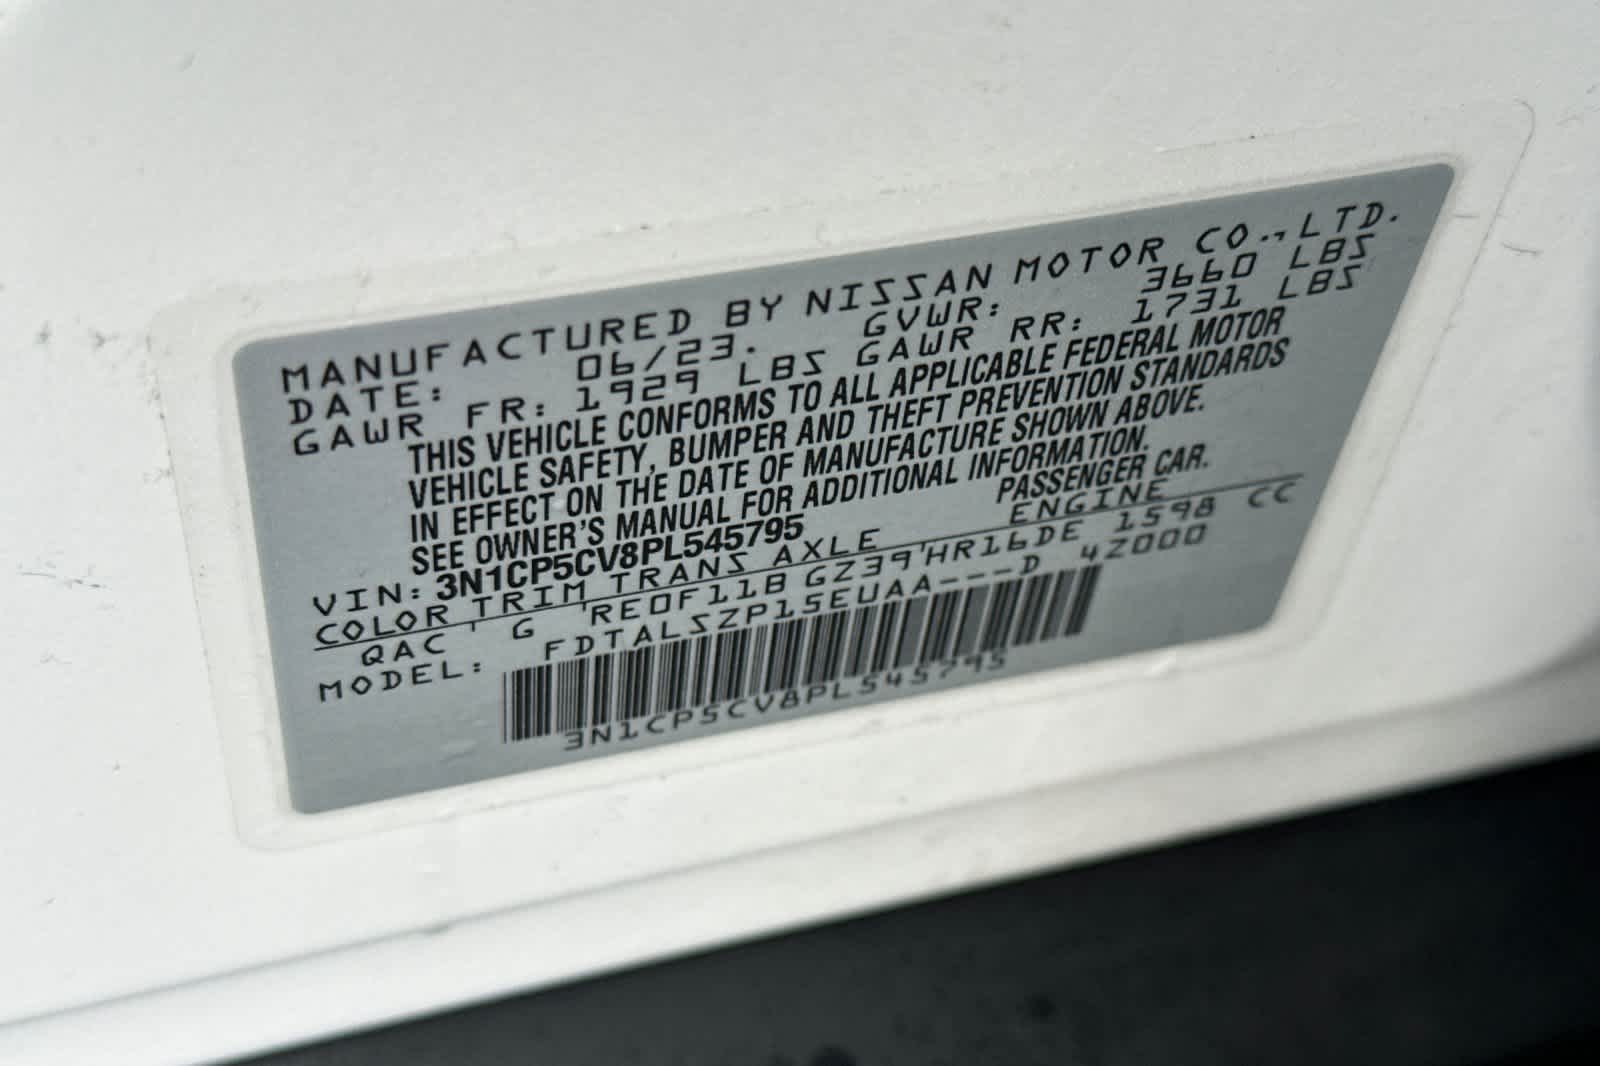 MANUFACTURED BY NISSAN MOTOR CO.,LTD.
DATE: 06/23. GVWR: 3660 LBS
GAWR FR: 1929 LBS GAWR RR: 1731 LBS
THIS VEHICLE CONFORMS TO ALL APPLICABLE FEDERAL MOTOR
VEHICLE SAFETY, BUMPER AND THEFT PREVENTION STANDARDS
IN EFFECT ON THE DATE OF MANUFACTURE SHOWN ABOVE.
SEE OWNER'S MANUAL FOR ADDITIONAL INFORMATION.
VIN: 3N1CP5CV8PL545795 PASSENGER CAR.
COLOR TRIM TRANS AXLE ENGINE
QAC ' G 'RE0F11B GZ39'HR16DE 1598 CC
MODEL: FDTALSZP15EUAA---D 4Z000
3N1CP5CV8PL545795